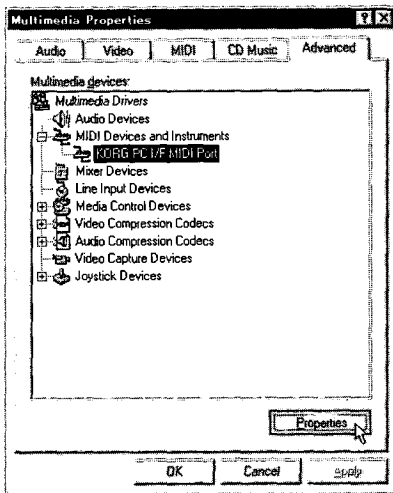 Multimedia Properties
Audio Video MIDI CD Music Advanced
Multimedia devices:
Multimedia Drivers
Audio Devices
MIDI Devices and Instruments
KORG PC I/F MIDI Port
Mixer Devices
Line Input Devices
Media Control Devices
Video Compression Codecs
Audio Compression Codecs
Video Capture Devices
Joystick Devices
Properties
OK Cancel Apply